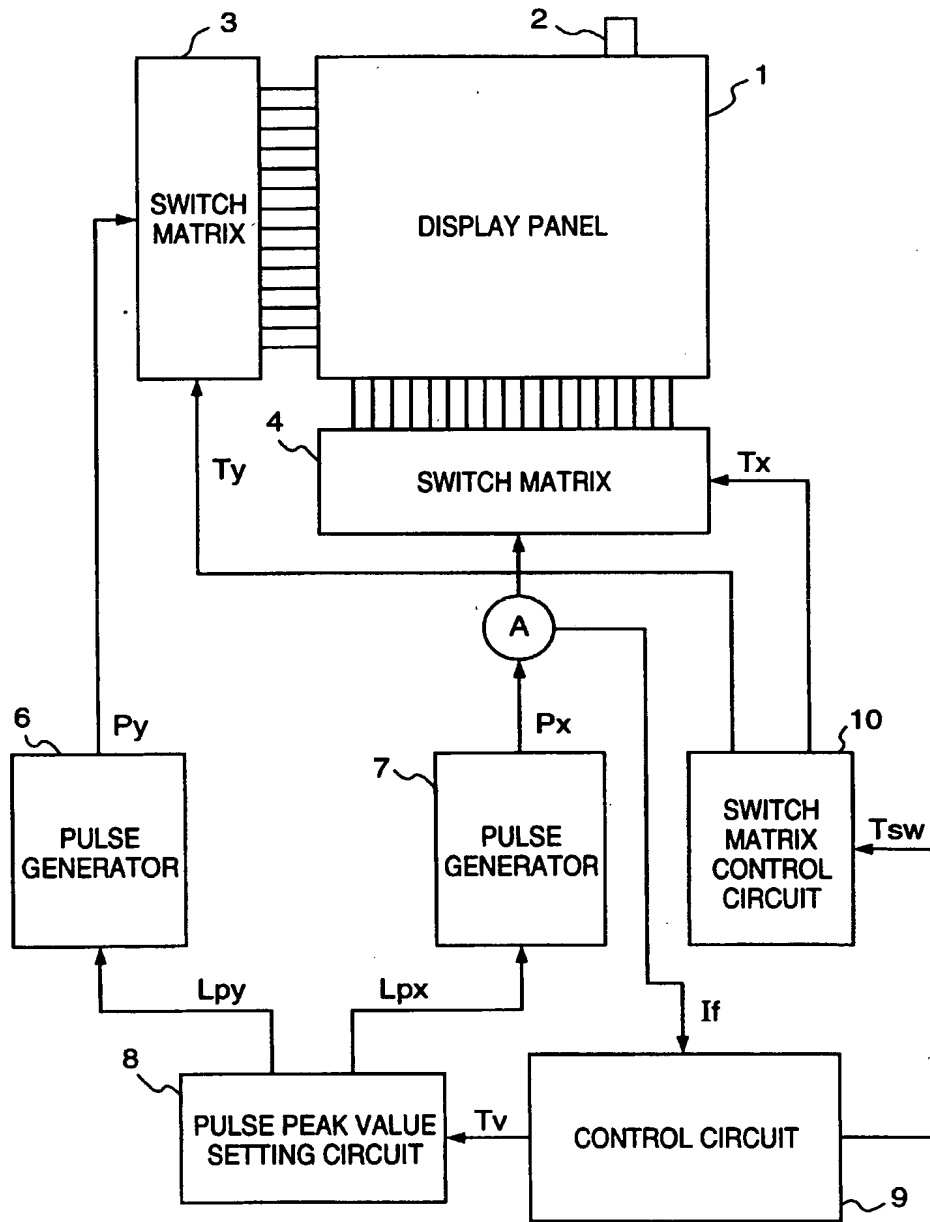 3
2
1
SWITCH
MATRIX
DISPLAY PANEL
4
Ty
SWITCH MATRIX
Tx
A
6
Py
7
Px
10
PULSE
GENERATOR
PULSE
GENERATOR
SWITCH
MATRIX
CONTROL
CIRCUIT
Tsw
Lpy
Lpx
If
8
PULSE PEAK VALUE
SETTING CIRCUIT
Tv
CONTROL CIRCUIT
9